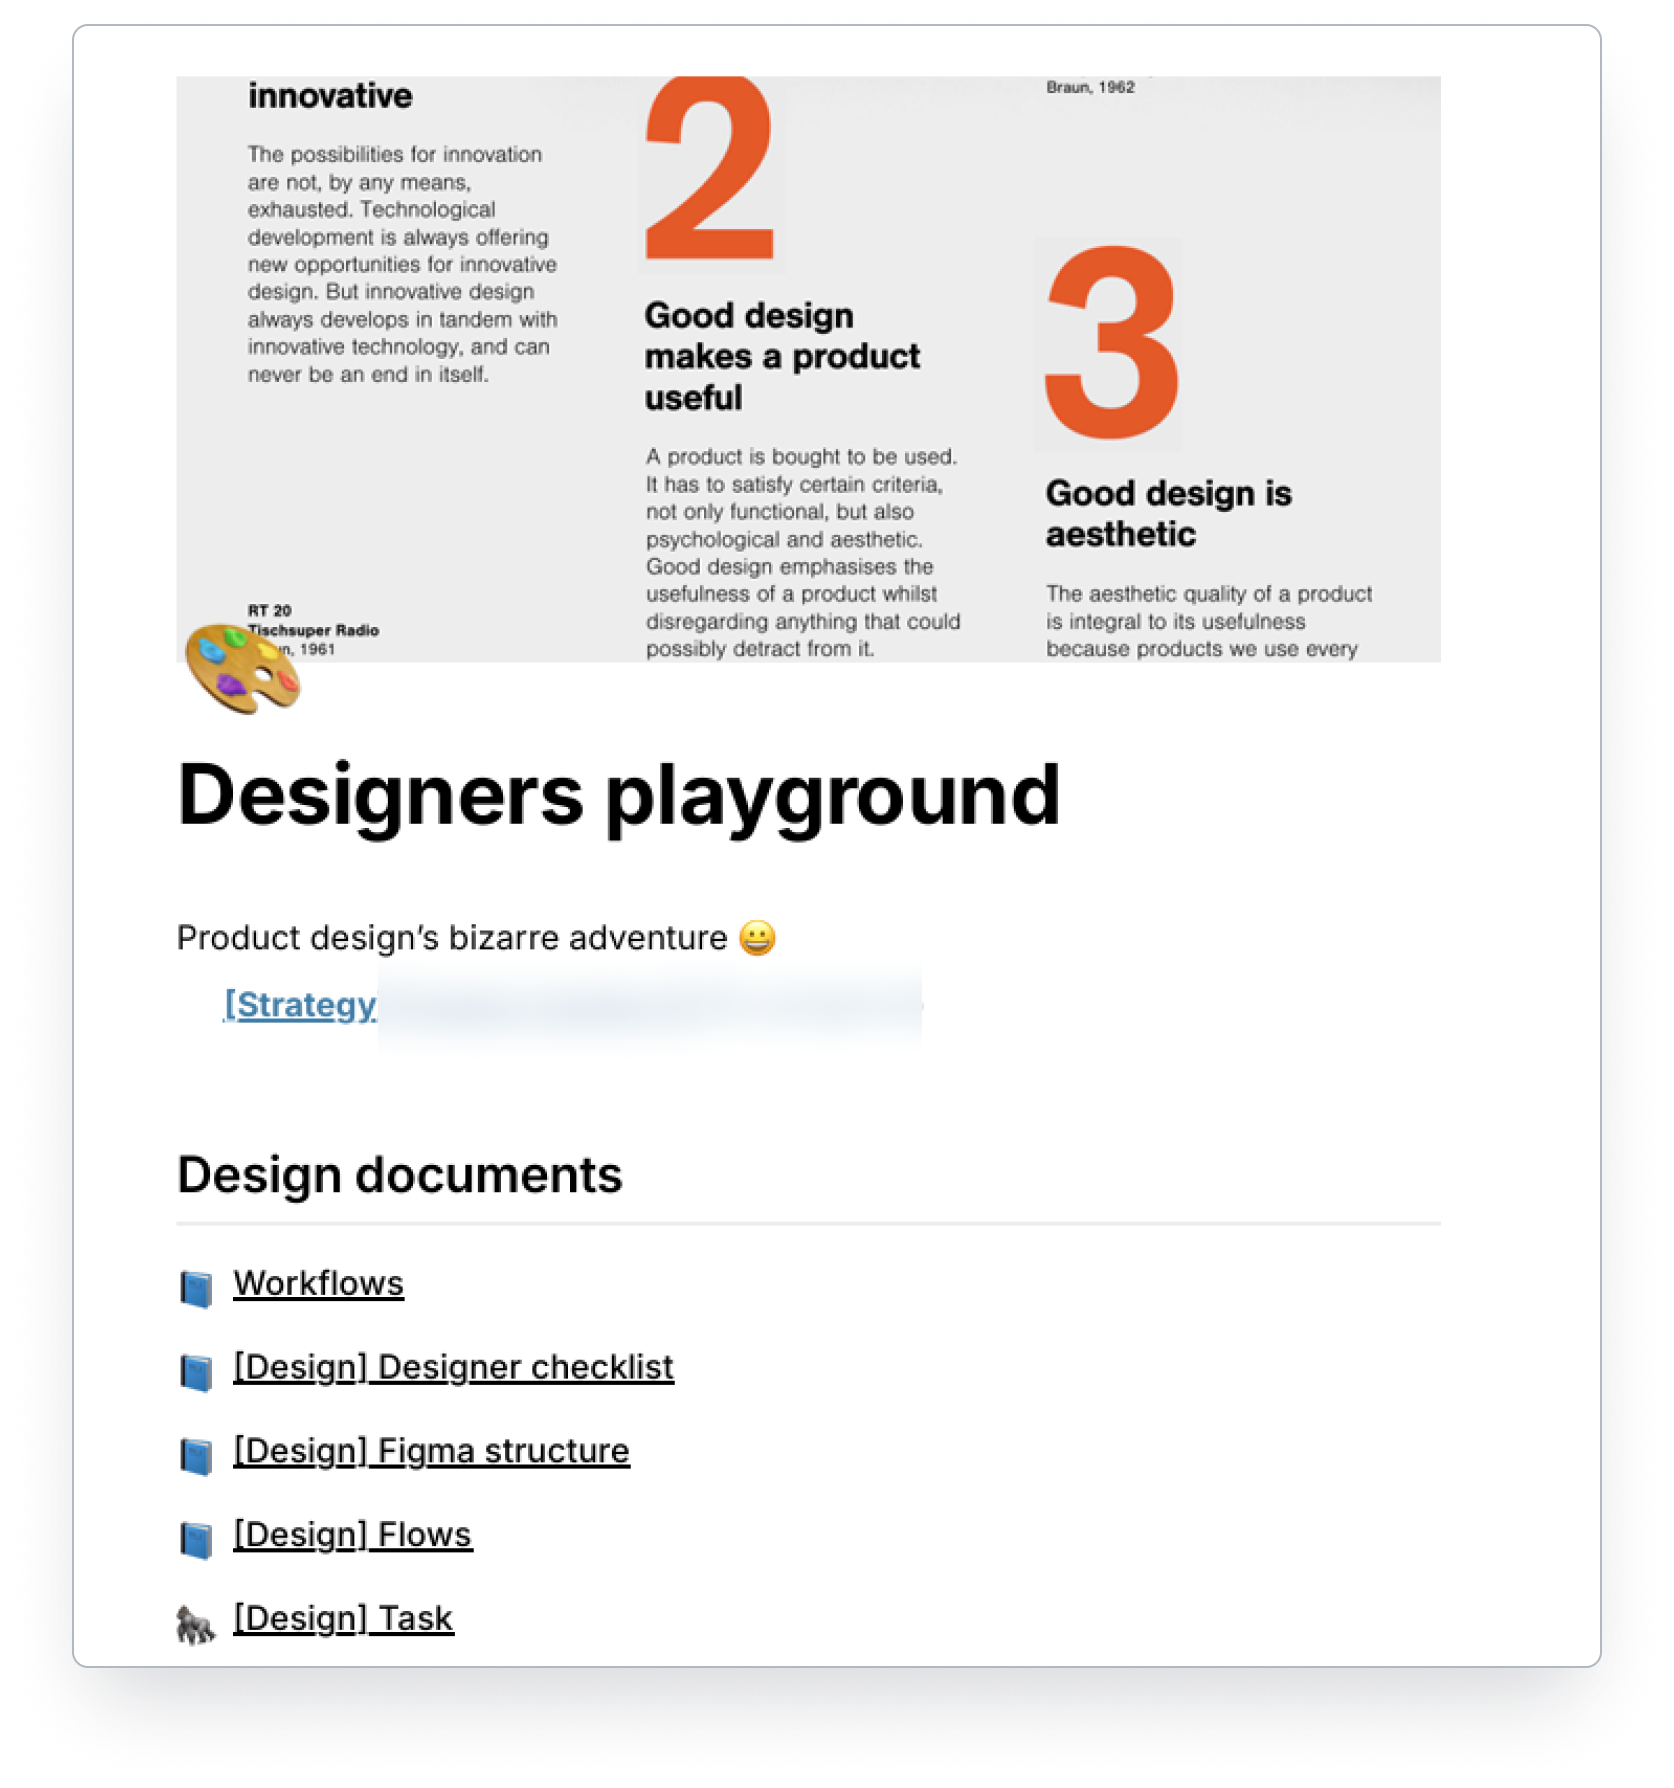 innovative
The possibilities for innovation
are not, by any means,
exhausted. Technological
development is always offering
new opportunities for innovative
design. But innovative design
always develops in tandem with
innovative technology, and can
never be an end in itself.
RT 20
Tischsuper Radio
1961
2
Good design
makes a product
useful
A product is bought to be used.
It has to satisfy certain criteria,
not only functional, but also
psychological and aesthetic.
Good design emphasises the
usefulness of a product whilst
disregarding anything that could
possibly detract from it.
Braun, 1962
3
Good design is
aesthetic
The aesthetic quality of a product
is integral to its usefulness
because products we use every
Designers playground
Product design’s bizarre adventure 😀
[Strategy
Design documents
Workflows
[Design] Designer checklist
[Design] Figma structure
[Design] Flows
[Design] Task